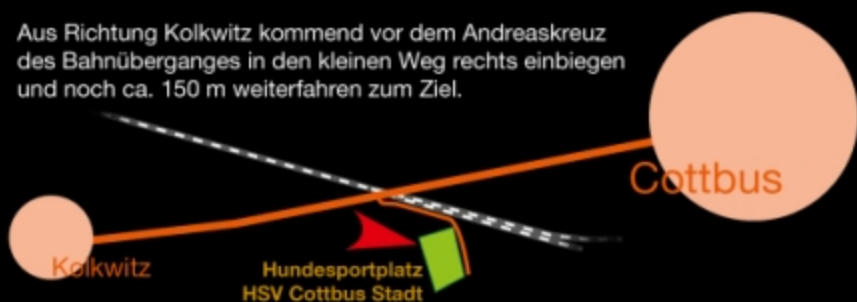 Aus Richtung Kolkwitz kommend vor dem Andreaskreuz
des Bahnüberganges in den kleinen Weg rechts einbiegen
und noch ca. 150 m weiterfahren zum Ziel.
Cottbus
Kolkwitz
Hundesportplatz
HSV Cottbus Stadt